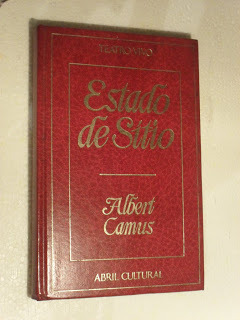 TEATRO VIVO
Estado
de Sítio
Albert
Camus
ABRIL CULTURAL